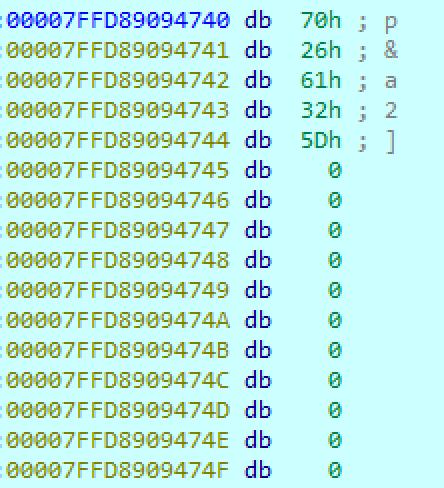 :00007FFD89094740 db 70h ; p
:00007FFD89094741 db 26h ; &
:00007FFD89094742 db 61h ; a
:00007FFD89094743 db 32h ; 2
:00007FFD89094744 db 5Dh ; ]
:00007FFD89094745 db 0
:00007FFD89094746 db 0
:00007FFD89094747 db 0
:00007FFD89094748 db 0
:00007FFD89094749 db 0
:00007FFD8909474A db 0
:00007FFD8909474B db 0
:00007FFD8909474C db 0
:00007FFD8909474D db 0
:00007FFD8909474E db 0
:00007FFD8909474F db 0